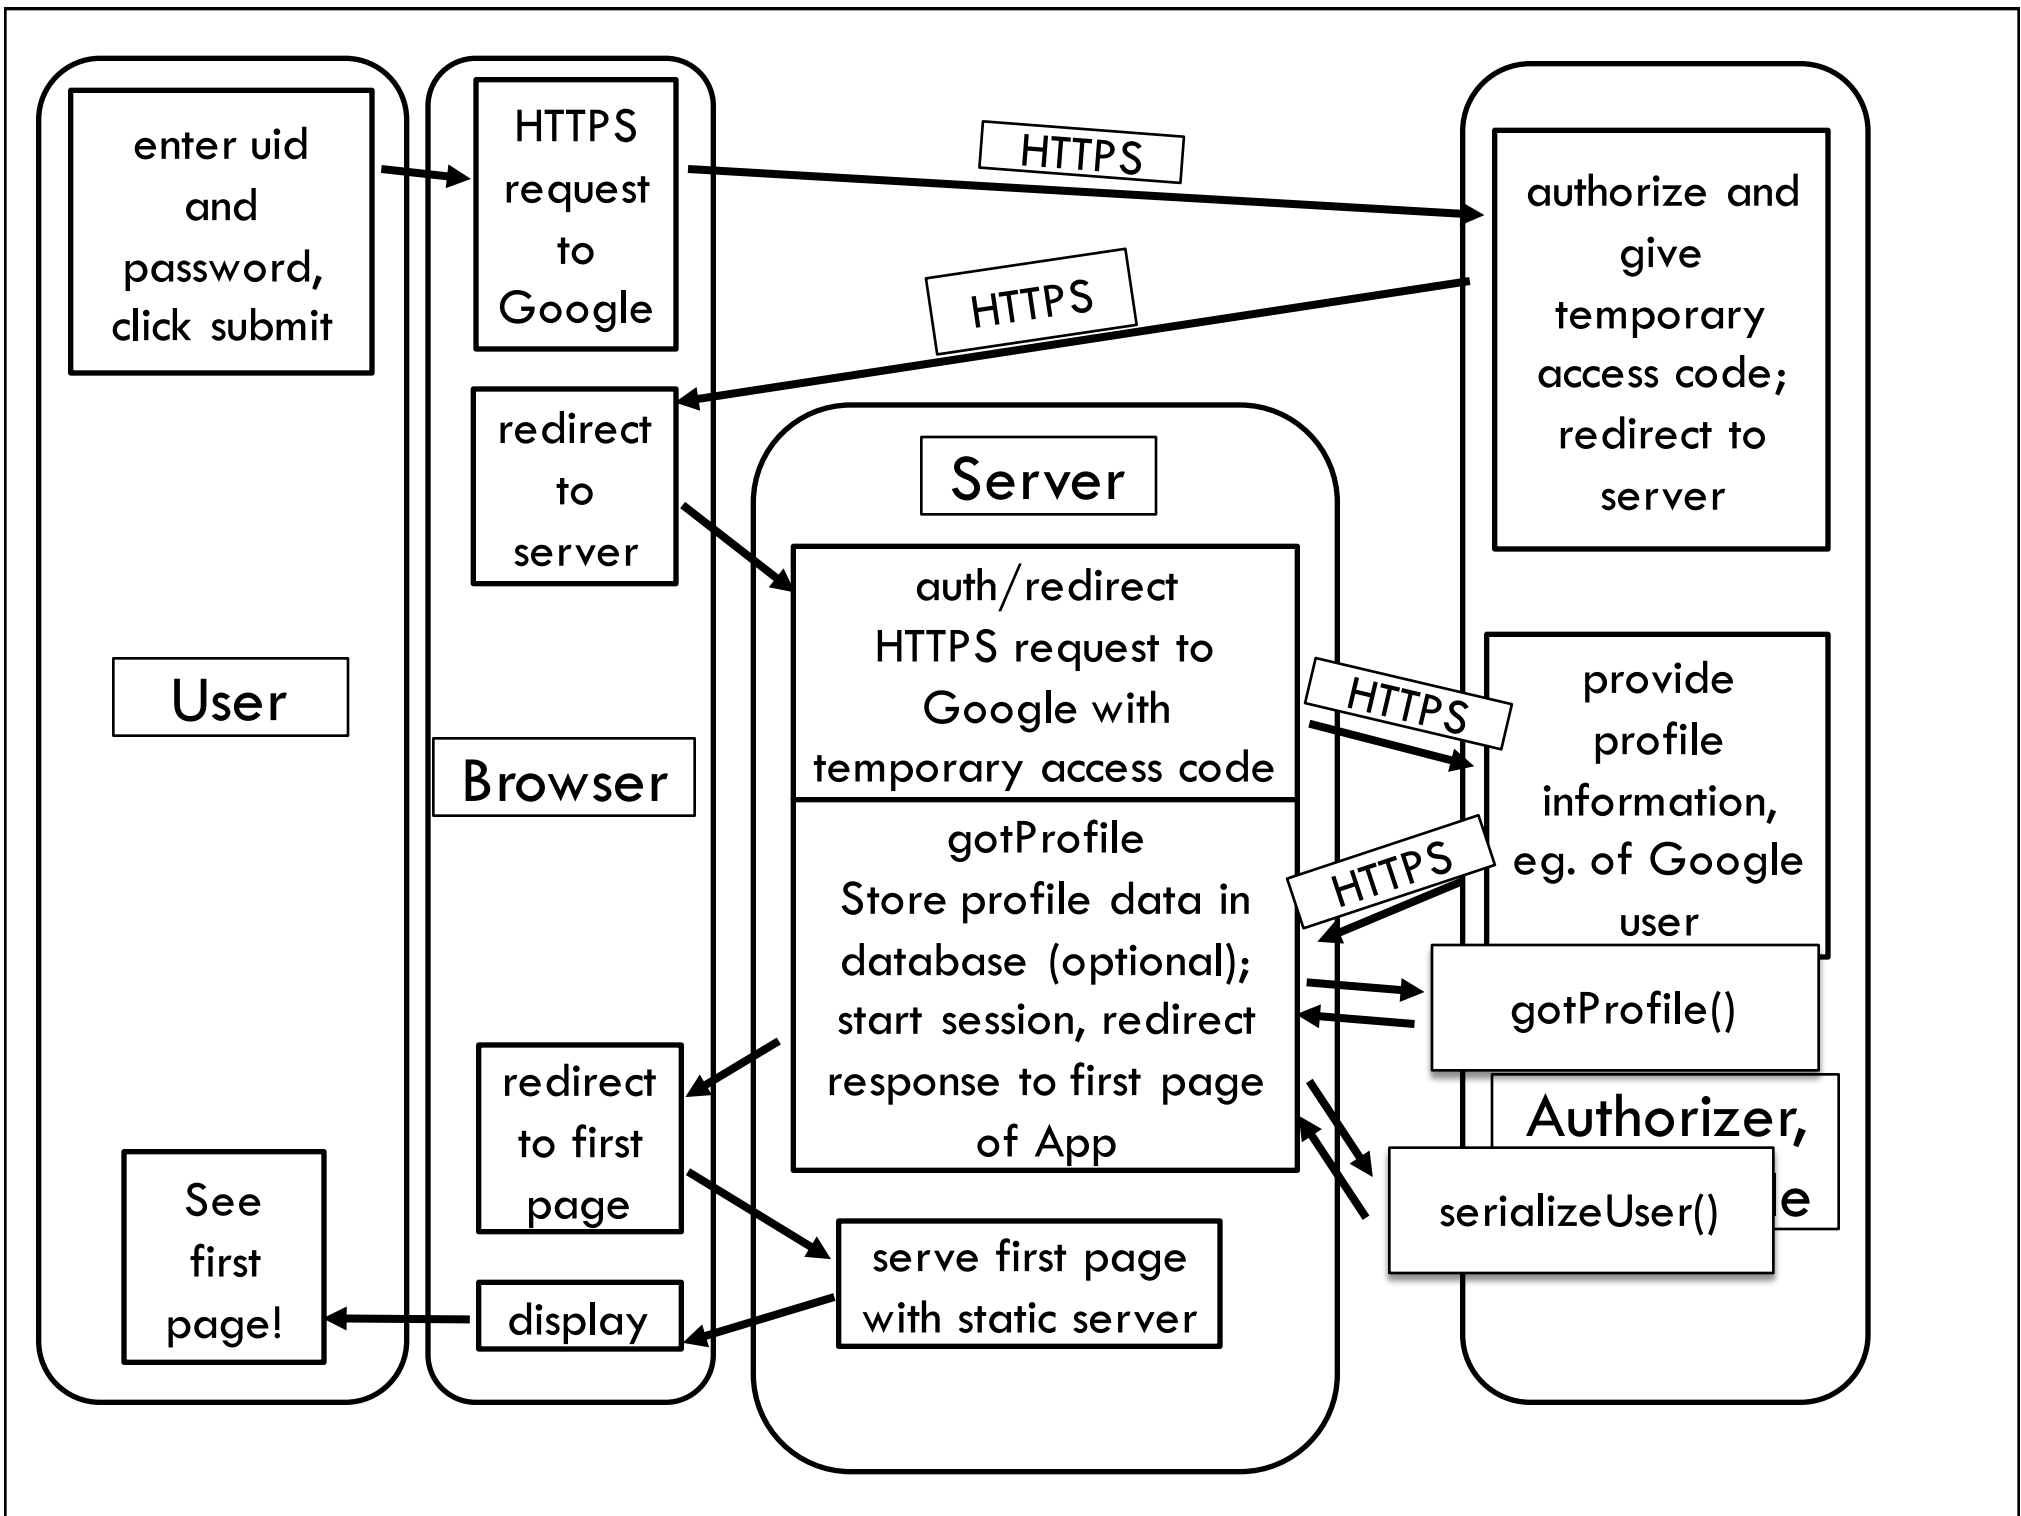 enter uid
and
password,
click submit
User
See
first
page!
HTTPS
request
to
Google
redirect
to
server
Browser
redirect
to first
page
display
HTTPS
HTTPS
Server
auth/redirect
HTTPS request to
Google with
temporary access code
gotProfile
Store profile data in
database (optional);
start session, redirect
response to first page
of App
serve first page
with static server
HTTPS
HTTPS
authorize and
give
temporary
access code;
redirect to
server
provide
profile
information,
eg. of Google
user
gotProfile()
Authorizer,
serializeUser()